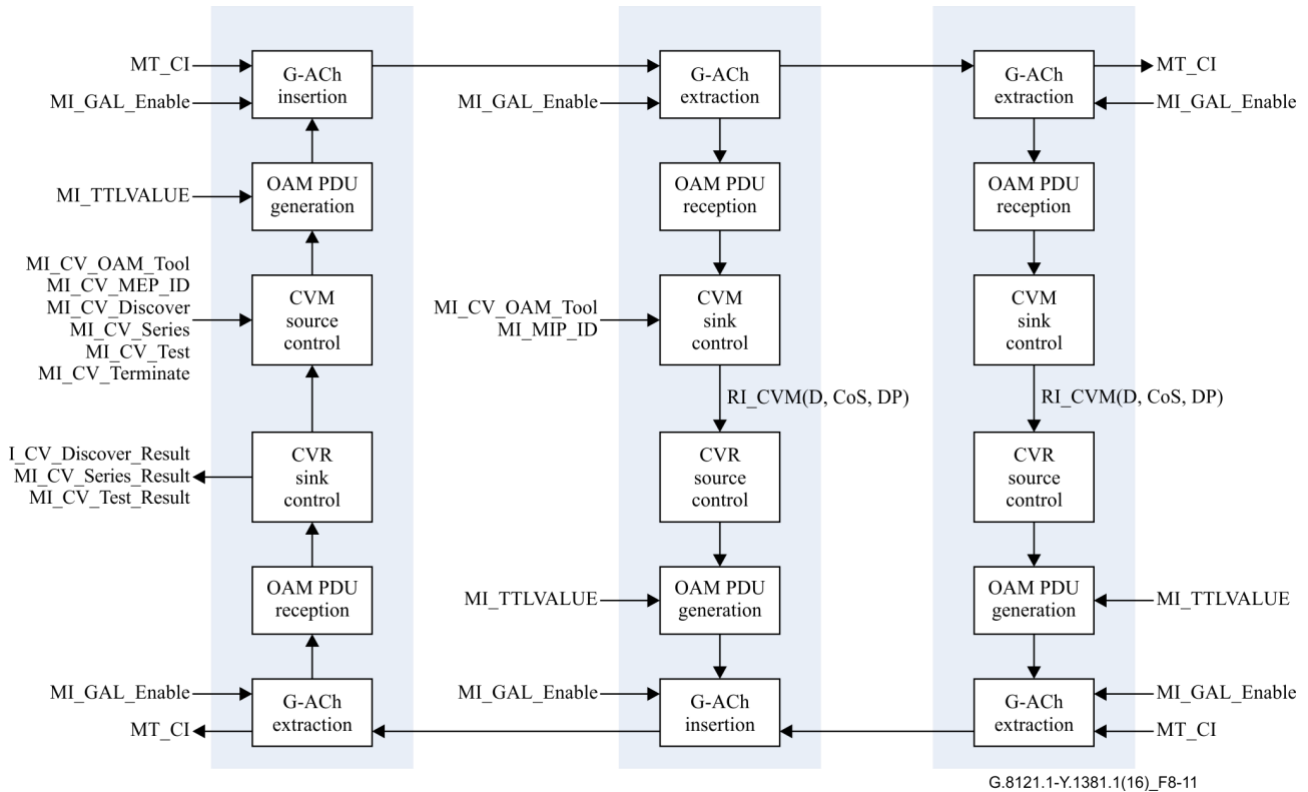 MT_CI
G-ACh
insertion
G-ACh
extraction
G-ACh
extraction
MT_CI
MI_GAL_Enable
MI_GAL_Enable
MI_GAL_Enable
MI_TTLVALUE
OAM PDU
generation
OAM PDU
reception
OAM PDU
reception
MI_CV_OAM_Tool
MI_CV_MEP_ID
MI_CV_Discover
MI_CV_Series
MI_CV_Test
MI_CV_Terminate
CVM
source
control
MI_CV_OAM_Tool
MI_MIP_ID
CVM
sink
control
CVM
sink
control
RI_CVM(D, CoS, DP)
RI_CVM(D, CoS, DP)
I_CV_Discover_Result
MI_CV_Series_Result
MI_CV_Test_Result
CVR
sink
control
CVR
source
control
CVR
source
control
OAM PDU
reception
MI_TTLVALUE
OAM PDU
generation
OAM PDU
generation
MI_TTLVALUE
MI_GAL_Enable
MT_CI
G-ACh
extraction
MI_GAL_Enable
G-ACh
insertion
G-ACh
extraction
MI_GAL_Enable
MT_CI
G.8121.1-Y.1381.1(16)_F8-11